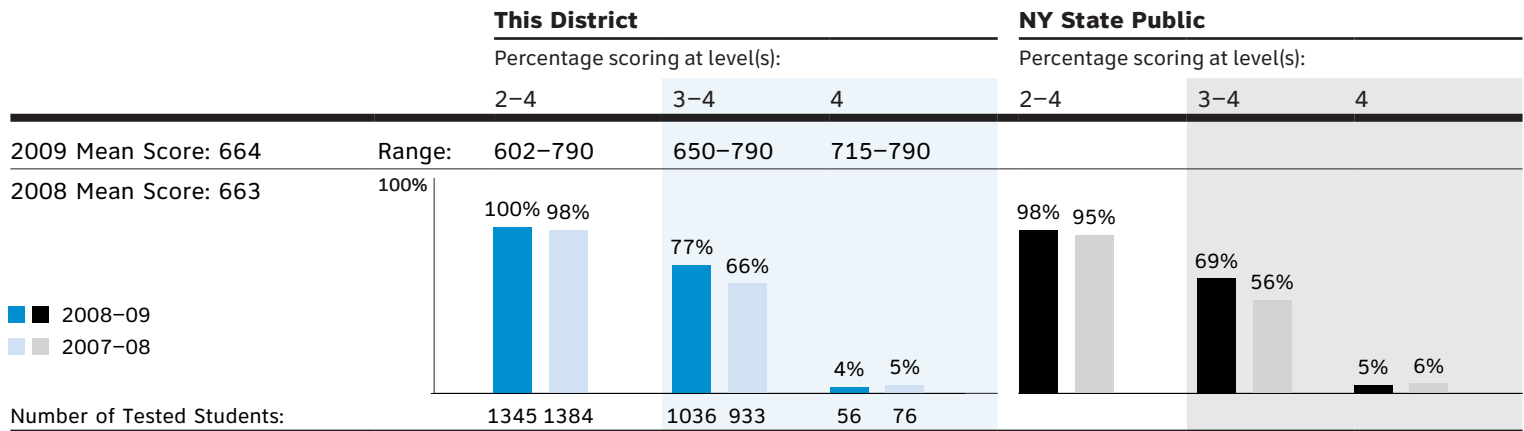 This District NY State Public
Percentage scoring at level(s): Percentage scoring at level(s):
2–4 3–4 4 2–4 3–4 4
2009 Mean Score: 664 Range: 602–790 650–790 715–790
2008 Mean Score: 663 100%
100% 98% 77% 66% 4% 5% 98% 95% 69% 56% 5% 6%
2008–09
2007–08
Number of Tested Students: 1345 1384 1036 933 56 76